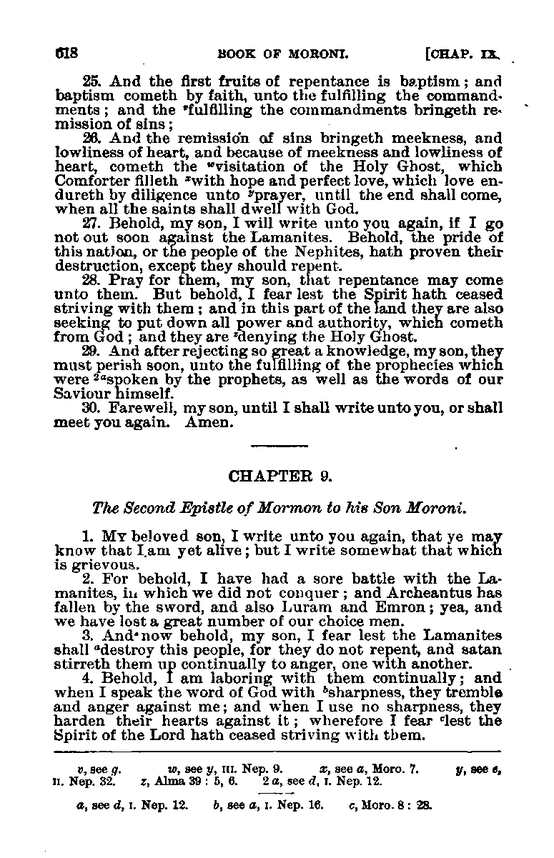 618 BOOK OF MORONI. [CHAP. IX.
25. And the first fruits of repentance is baptism; and
baptism cometh by faith, unto the fulfilling the command-
ments; and the ᵛfulfilling the commandments bringeth re-
mission of sins;
26. And the remission of sins bringeth meekness, and
lowliness of heart, and because of meekness and lowliness of
heart, cometh the ʷvisitation of the Holy Ghost, which
Comforter filleth ˣwith hope and perfect love, which love en-
dureth by diligence unto ʸprayer, until the end shall come,
when all the saints shall dwell with God.
27. Behold, my son, I will write unto you again, if I go
not out soon against the Lamanites. Behold, the pride of
this nation, or the people of the Nephites, hath proven their
destruction, except they should repent.
28. Pray for them, my son, that repentance may come
unto them. But behold, I fear lest the Spirit hath ceased
striving with them; and in this part of the land they are also
seeking to put down all power and authority, which cometh
from God; and they are ᶻdenying the Holy Ghost.
29. And after rejecting so great a knowledge, my son, they
must perish soon, unto the fulfilling of the prophecies which
were ²ᵃspoken by the prophets, as well as the words of our
Saviour himself.
30. Farewell, my son, until I shall write unto you, or shall
meet you again. Amen.
CHAPTER 9.
The Second Epistle of Mormon to his Son Moroni.
1. MY beloved son, I write unto you again, that ye may
know that I am yet alive; but I write somewhat that which
is grievous.
2. For behold, I have had a sore battle with the La-
manites, in which we did not conquer; and Archeantus has
fallen by the sword, and also Luram and Emron; yea, and
we have lost a great number of our choice men.
3. And now behold, my son, I fear lest the Lamanites
shall ᵃdestroy this people, for they do not repent, and satan
stirreth them up continually to anger, one with another.
4. Behold, I am laboring with them continually; and
when I speak the word of God with ᵇsharpness, they tremble
and anger against me; and when I use no sharpness, they
harden their hearts against it; wherefore I fear ᶜlest the
Spirit of the Lord hath ceased striving with them.
v, see g. w, see y, III. Nep. 9. x, see a, Moro. 7. y, see e,
II. Nep. 32. z, Alma 39: 5, 6. 2 a, see d, I. Nep. 12.
a, see d, I. Nep. 12. b, see a, I. Nep. 16. c, Moro. 8: 28.